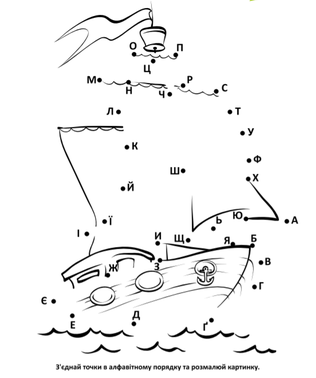 О П
Ц
М Н Ч Р С
Л Т
К У
Ф
Ш Х
Й
Ї Ь Ю А
І И Щ Я Б
Ж З В
Г
Є
Е Д Ґ
З'єднай точки в алфавітному порядку та розмалюй картинку.